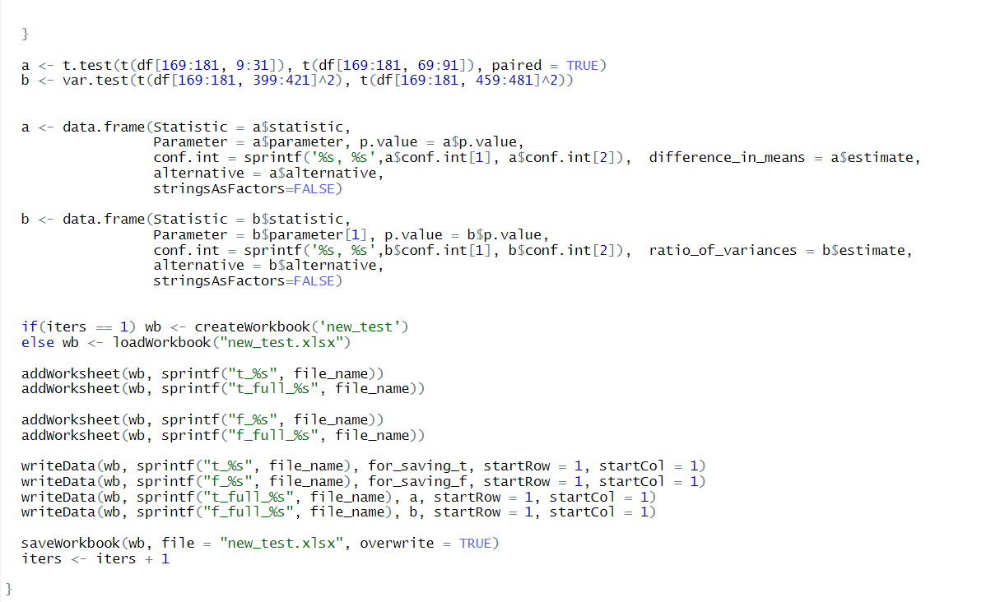 }
a <- t.test(t(df[169:181, 9:31]), t(df[169:181, 69:91]), paired = TRUE)
b <- var.test(t(df[169:181, 399:421]^2), t(df[169:181, 459:481]^2))
a <- data.frame(Statistic = a$statistic,
Parameter = a$parameter, p.value = a$p.value,
conf.int = sprintf('%s, %s',a$conf.int[1], a$conf.int[2]),  difference_in_means = a$estimate,
alternative = a$alternative,
stringsAsFactors=FALSE)
b <- data.frame(Statistic = b$statistic,
Parameter = b$parameter[1], p.value = b$p.value,
conf.int = sprintf('%s, %s',b$conf.int[1], b$conf.int[2]),  ratio_of_variances = b$estimate,
alternative = b$alternative,
stringsAsFactors=FALSE)
if(iters == 1) wb <- createWorkbook('new_test')
else wb <- loadWorkbook("new_test.xlsx")
addWorksheet(wb, sprintf("t_%s", file_name))
addWorksheet(wb, sprintf("t_full_%s", file_name))
addWorksheet(wb, sprintf("f_%s", file_name))
addWorksheet(wb, sprintf("f_full_%s", file_name))
writeData(wb, sprintf("t_%s", file_name), for_saving_t, startRow = 1, startCol = 1)
writeData(wb, sprintf("f_%s", file_name), for_saving_f, startRow = 1, startCol = 1)
writeData(wb, sprintf("t_full_%s", file_name), a, startRow = 1, startCol = 1)
writeData(wb, sprintf("f_full_%s", file_name), b, startRow = 1, startCol = 1)
saveWorkbook(wb, file = "new_test.xlsx", overwrite = TRUE)
iters <- iters + 1
}